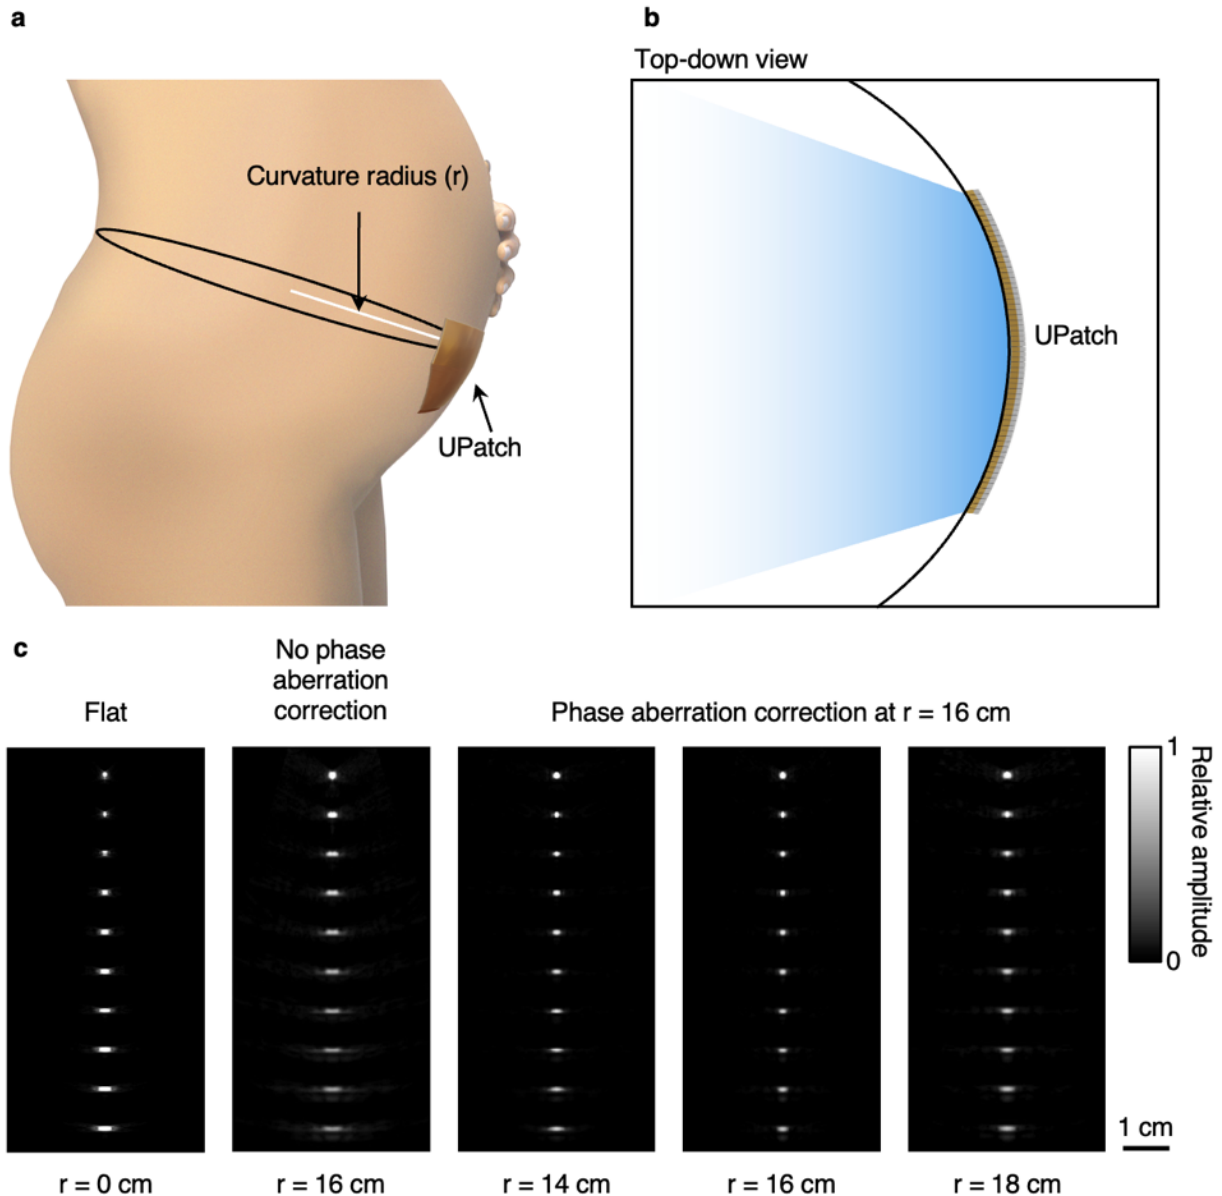 a
Curvature radius (r)
UPatch
b
Top-down view
UPatch
c
Flat
No phase
aberration
correction
Phase aberration correction at r = 16 cm
1
0
Relative amplitude
1 cm
r = 0 cm
r = 16 cm
r = 14 cm
r = 16 cm
r = 18 cm